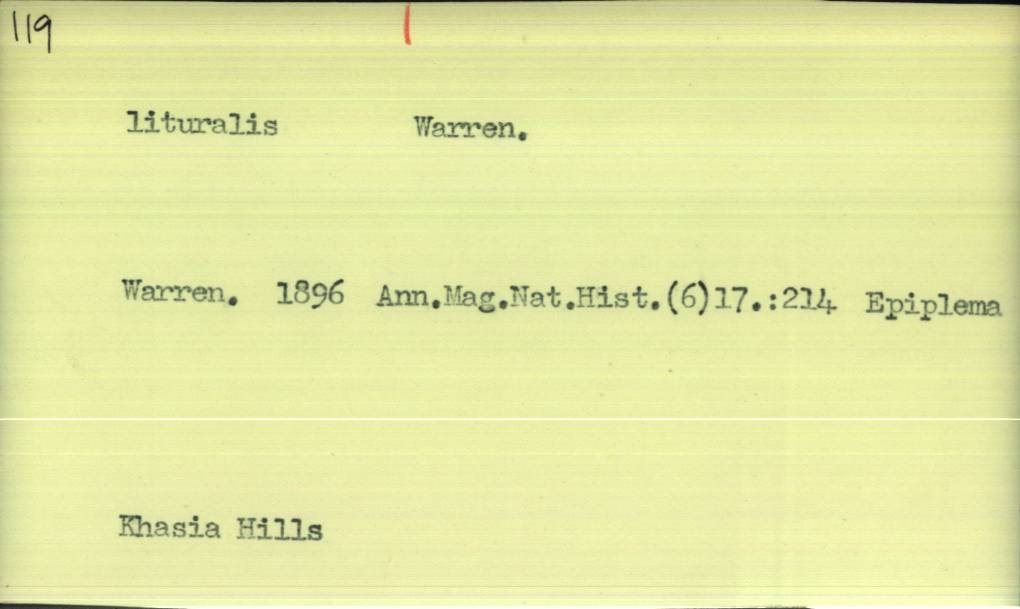 119
lituralis Warren.
Warren. 1896 Ann.Mag.Nat.Hist.(6)17.:214 Epiplema
Khasia Hills